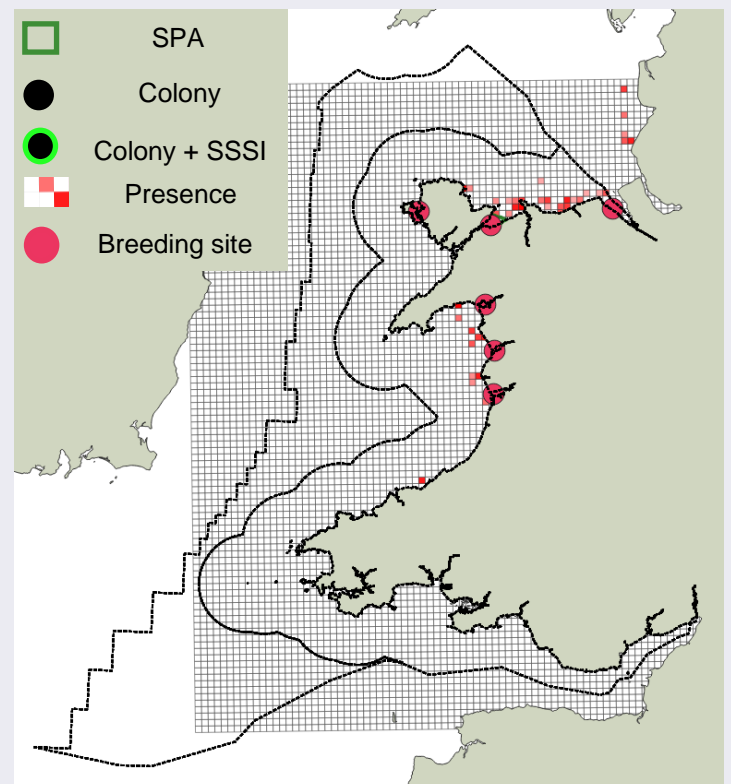 SPA
Colony
Colony + SSSI
Presence
Breeding site